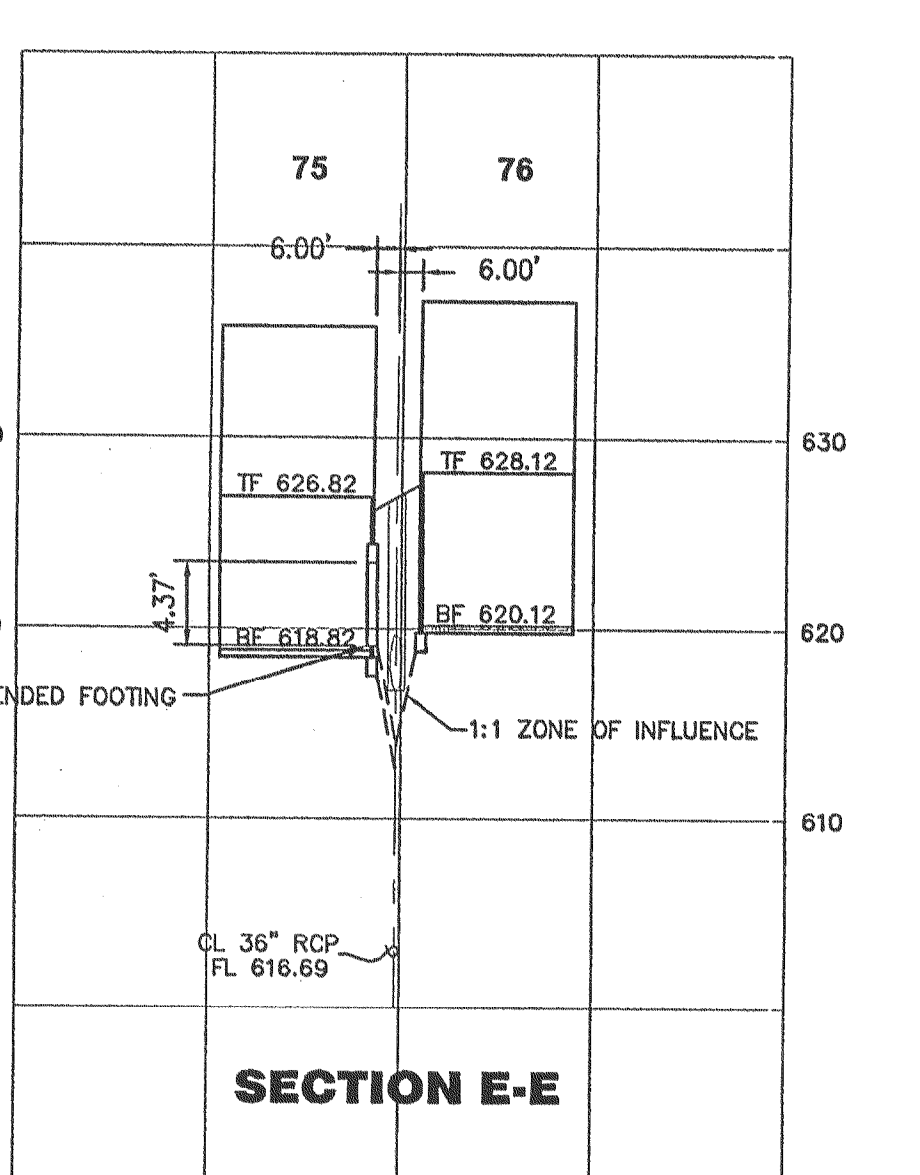 75
76
6.00'
6.00'
630
TF 628.12
TF 626.82
4.37'
BF 620.12
BF 618.82
620
FOOTING
1:1 ZONE OF INFLUENCE
610
CL 36" RCP
FL 616.69
SECTION E-E